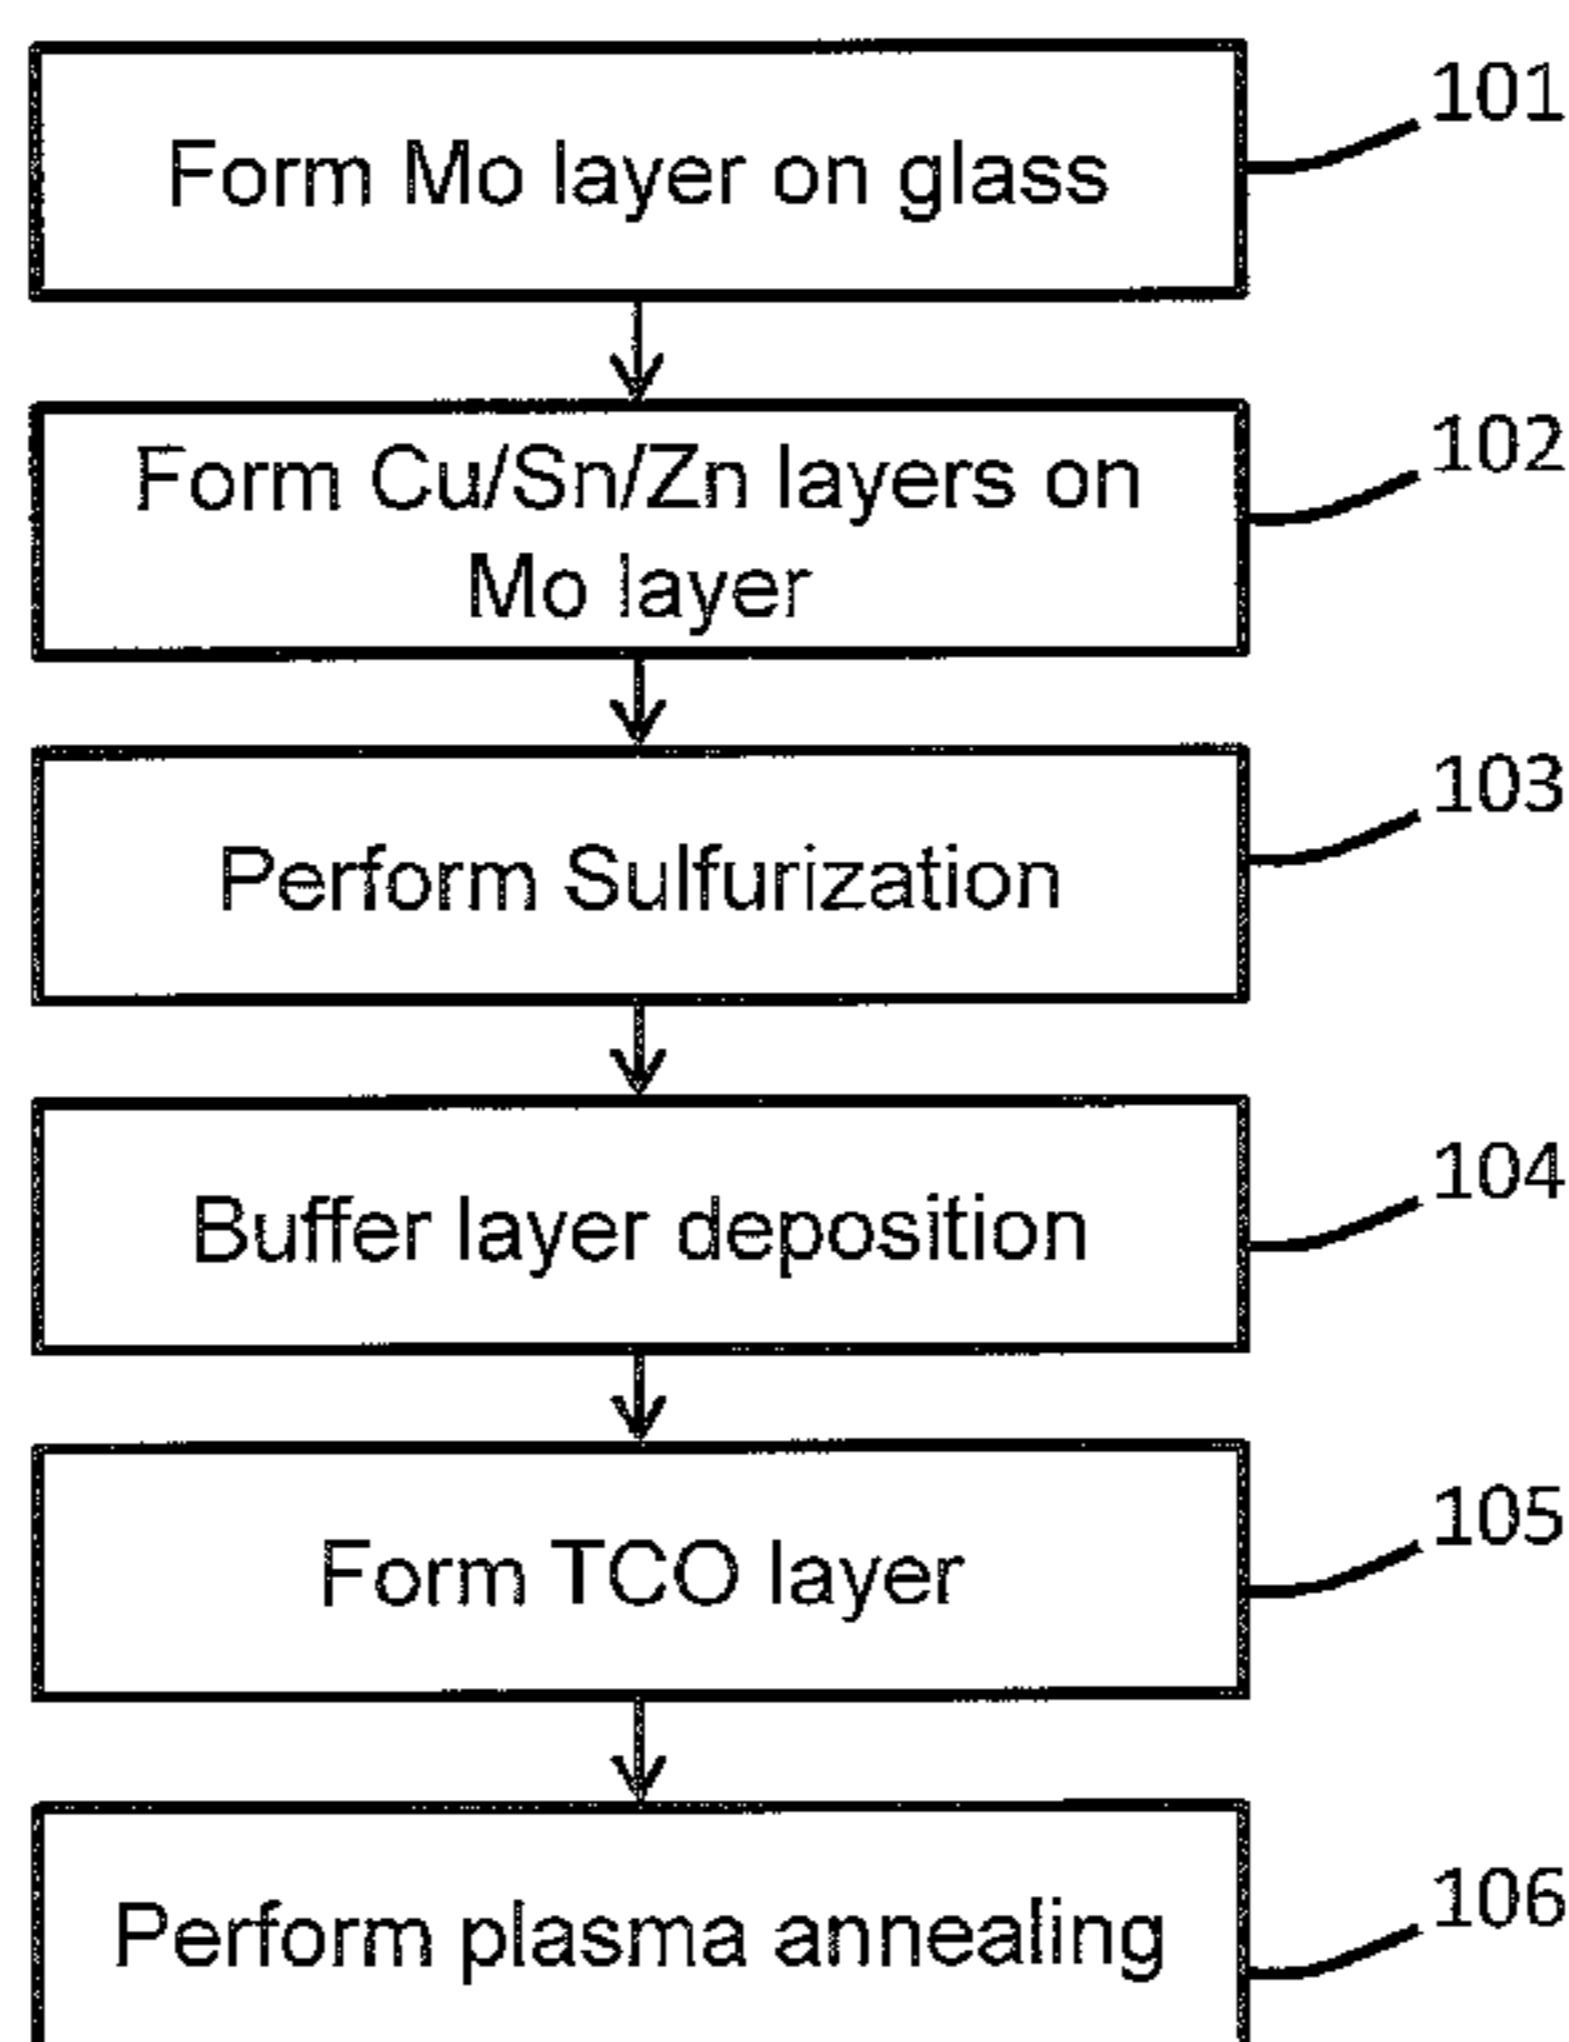 Form Mo layer on glass
101
Form Cu/Sn/Zn layers on
Mo layer
102
Perform Sulfurization
103
Buffer layer deposition
104
Form TCO layer
105
Perform plasma annealing
106